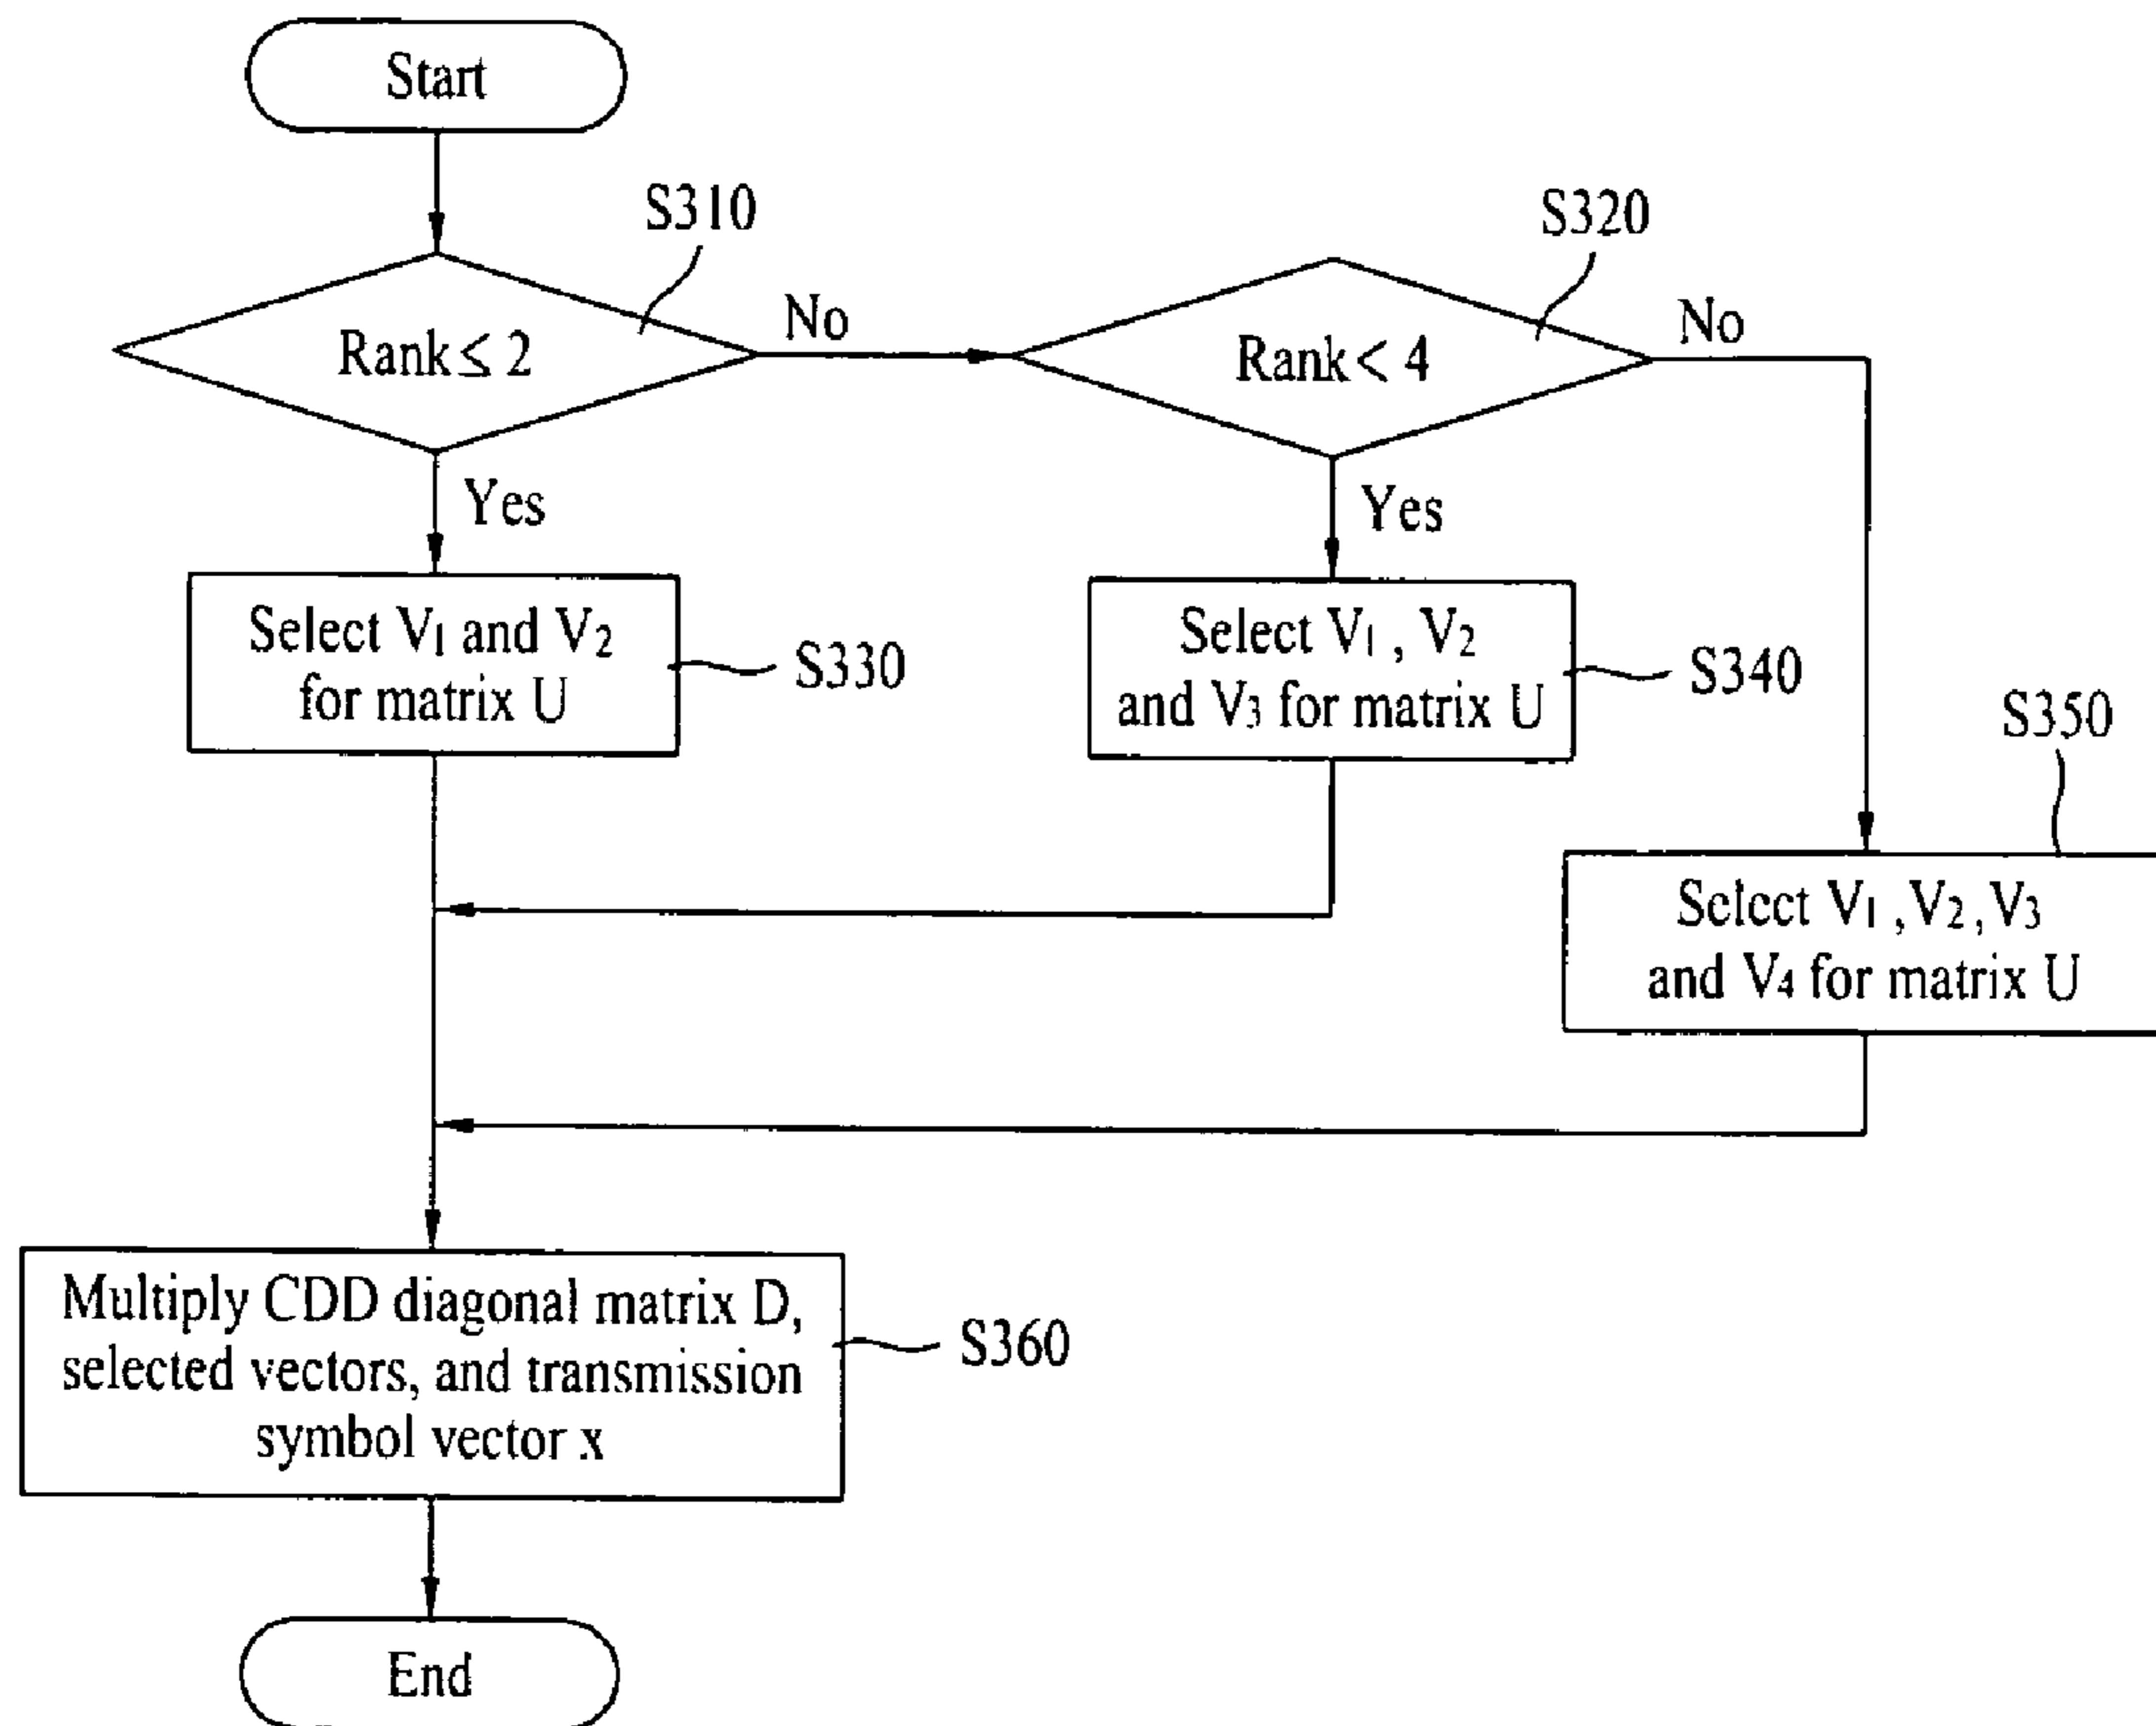 Start
S310
S320
Rank ≤ 2
No
Rank < 4
No
Yes
Yes
Select V1 and V2
for matrix U
S330
Select V1 , V2
and V3 for matrix U
S340
S350
Select V1 ,V2 ,V3
and V4 for matrix U
Multiply CDD diagonal matrix D,
selected vectors, and transmission
symbol vector x
S360
End